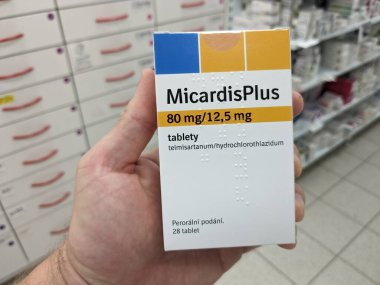 MicardisPlus
80 mg/12,5 mg
tablety
telmisartanum/hydrochlorothiazidum
Perorální podání.
28 tablet